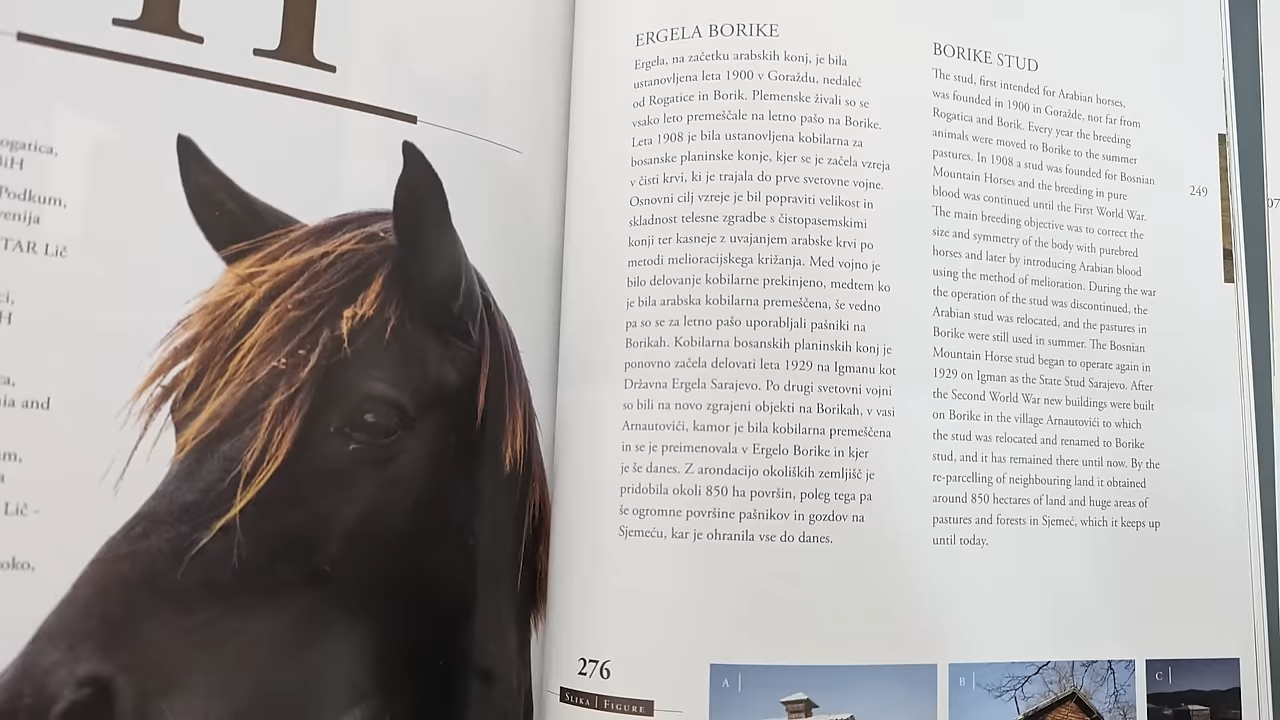 ogatica,
BiH
Podkum,
venija
TAR Lič
ci,
H
ca,
nia and
um,
a
Lič -
oko,
ERGELA BORIKE
Ergela, na začetku arabskih konj, je bila
ustanovljena leta 1900 v Goraždu, nedaleč
od Rogatice in Borik. Plemenske živali so se
vsako leto premeščale na letno pašo na Borike.
Leta 1908 je bila ustanovljena kobilarna za
bosanske planinske konje, kjer se je začela vzreja
v čisti krvi, ki je trajala do prve svetovne vojne.
Osnovni cilj vzreje je bil popraviti velikost in
skladnost telesne zgradbe s čistopasemskimi
konji ter kasneje z uvajanjem arabske krvi po
metodi melioracijskega križanja. Med vojno je
bilo delovanje kobilarne prekinjeno, medtem ko
je bila arabska kobilarna premeščena, še vedno
pa so se za letno pašo uporabljali pašniki na
Borikah. Kobilarna bosanskih planinskih konj je
ponovno začela delovati leta 1929 na Igmanu kot
Državna Ergela Sarajevo. Po drugi svetovni vojni
so bili na novo zgrajeni objekti na Borikah, v vasi
Arnautovići, kamor je bila kobilarna premeščena
in se je preimenovala v Ergelo Borike in kjer
je še danes. Z arondacijo okoliških zemljišč je
pridobila okoli 850 ha površin, poleg tega pa
še ogromne površine pašnikov in gozdov na
Sjemeću, kar je ohranila vse do danes.
BORIKE STUD
The stud, first intended for Arabian horses,
was founded in 1900 in Goražde, not far from
Rogatica and Borik. Every year the breeding
animals were moved to Borike to the summer
pastures. In 1908 a stud was founded for Bosnian
Mountain Horses and the breeding in pure
blood was continued until the First World War.
The main breeding objective was to correct the
size and symmetry of the body with purebred
horses and later by introducing Arabian blood
using the method of melioration. During the war
the operation of the stud was discontinued, the
Arabian stud was relocated, and the pastures in
Borike were still used in summer. The Bosnian
Mountain Horse stud began to operate again in
1929 on Igman as the State Stud Sarajevo. After
the Second World War new buildings were built
on Borike in the village Arnautovići to which
the stud was relocated and renamed to Borike
stud, and it has remained there until now. By the
re-parcelling of neighbouring land it obtained
around 850 hectares of land and huge areas of
pastures and forests in Sjemeć, which it keeps up
until today.
249
07
276
SLIKA | FIGURE
A |
B |
C |